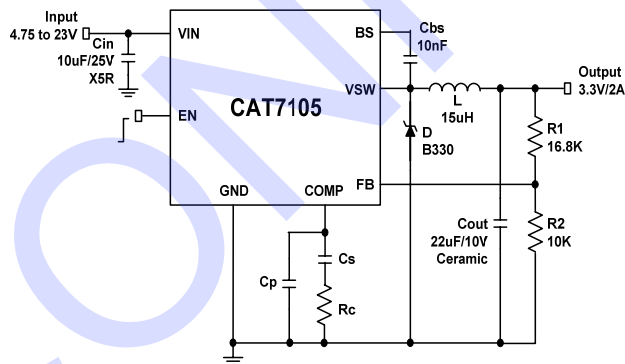 Input
4.75 to 23V
Cin
10uF/25V
X5R
VIN
BS
Cbs
10nF
VSW
L
15uH
Output
3.3V/2A
EN
CAT7105
D
B330
R1
16.8K
FB
GND
COMP
Cs
Cp
Rc
Cout
22uF/10V
Ceramic
R2
10K